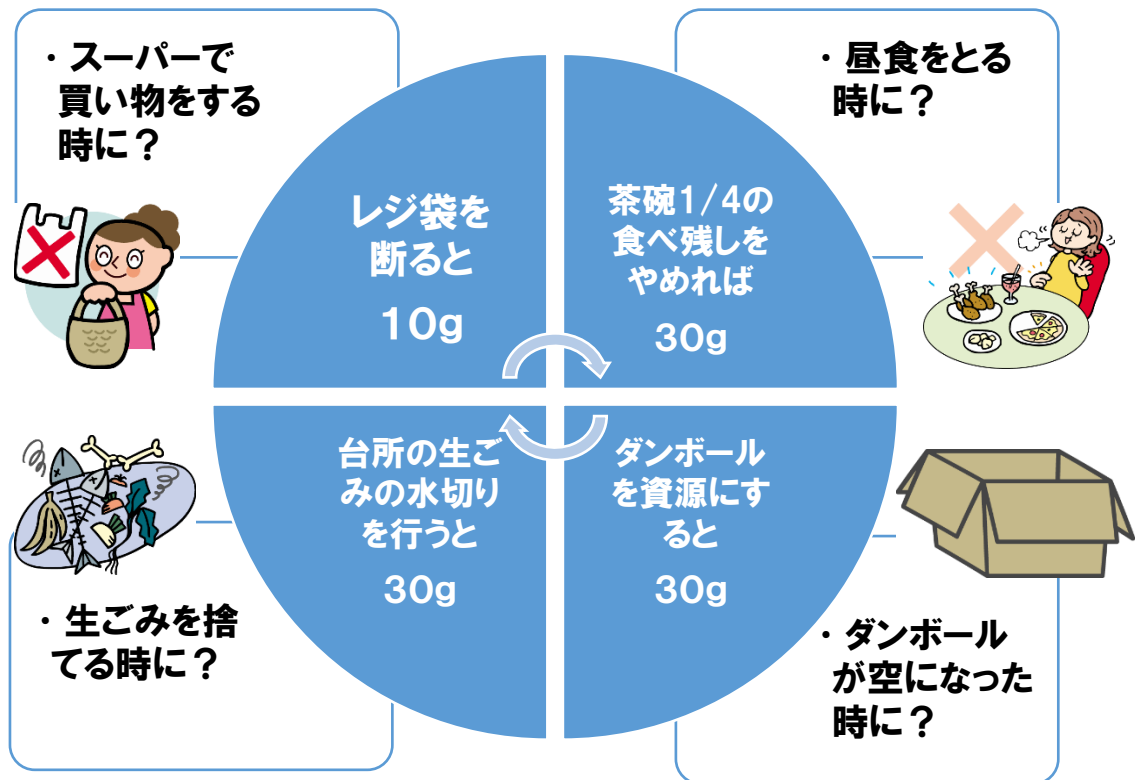 ・スーパーで
買い物をする
時に？
・昼食をとる
時に？
レジ袋を
断ると
10g
茶碗1/4の
食べ残しを
やめれば
30g
台所の生ご
みの水切り
を行うと
30g
ダンボール
を資源にす
ると
30g
・生ごみを捨
てる時に？
・ダンボール
が空になった
時に？